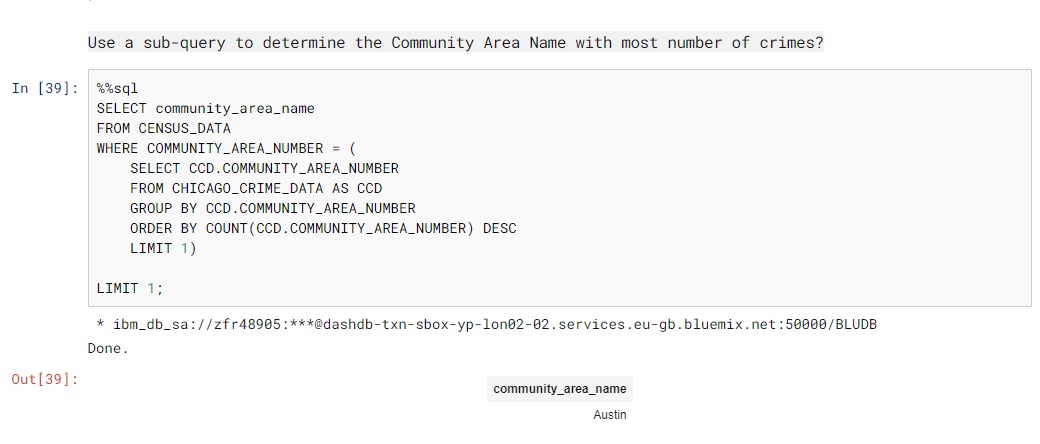 Use a sub-query to determine the Community Area Name with most number of crimes?
In [39]:
%%sql
SELECT community_area_name
FROM CENSUS_DATA
WHERE COMMUNITY_AREA_NUMBER = (
SELECT CCD.COMMUNITY_AREA_NUMBER
FROM CHICAGO_CRIME_DATA AS CCD
GROUP BY CCD.COMMUNITY_AREA_NUMBER
ORDER BY COUNT(CCD.COMMUNITY_AREA_NUMBER) DESC
LIMIT 1)
LIMIT 1;
* ibm_db_sa://zfr48905:***@dashdb-txn-sbox-yp-lon02-02.services.eu-gb.bluemix.net:50000/BLUDB
Done.
Out[39]:
community_area_name
Austin